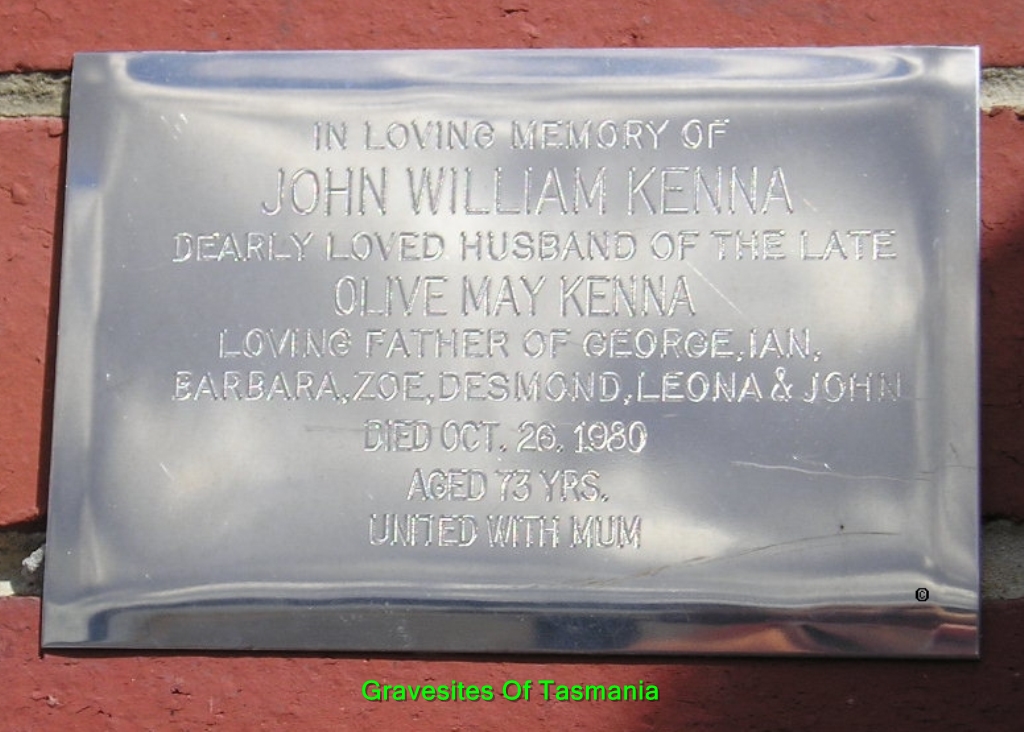 IN LOVING MEMORY OF
JOHN WILLIAM KENNA
DEARLY LOVED HUSBAND OF THE LATE
OLIVE MAY KENNA
LOVING FATHER OF GEORGE, IAN,
BARBARA, ZOE, DESMOND, LEONA & JOHN
DIED OCT. 26. 1980
AGED 73 YRS.
UNITED WITH MUM
©
Gravesites Of Tasmania